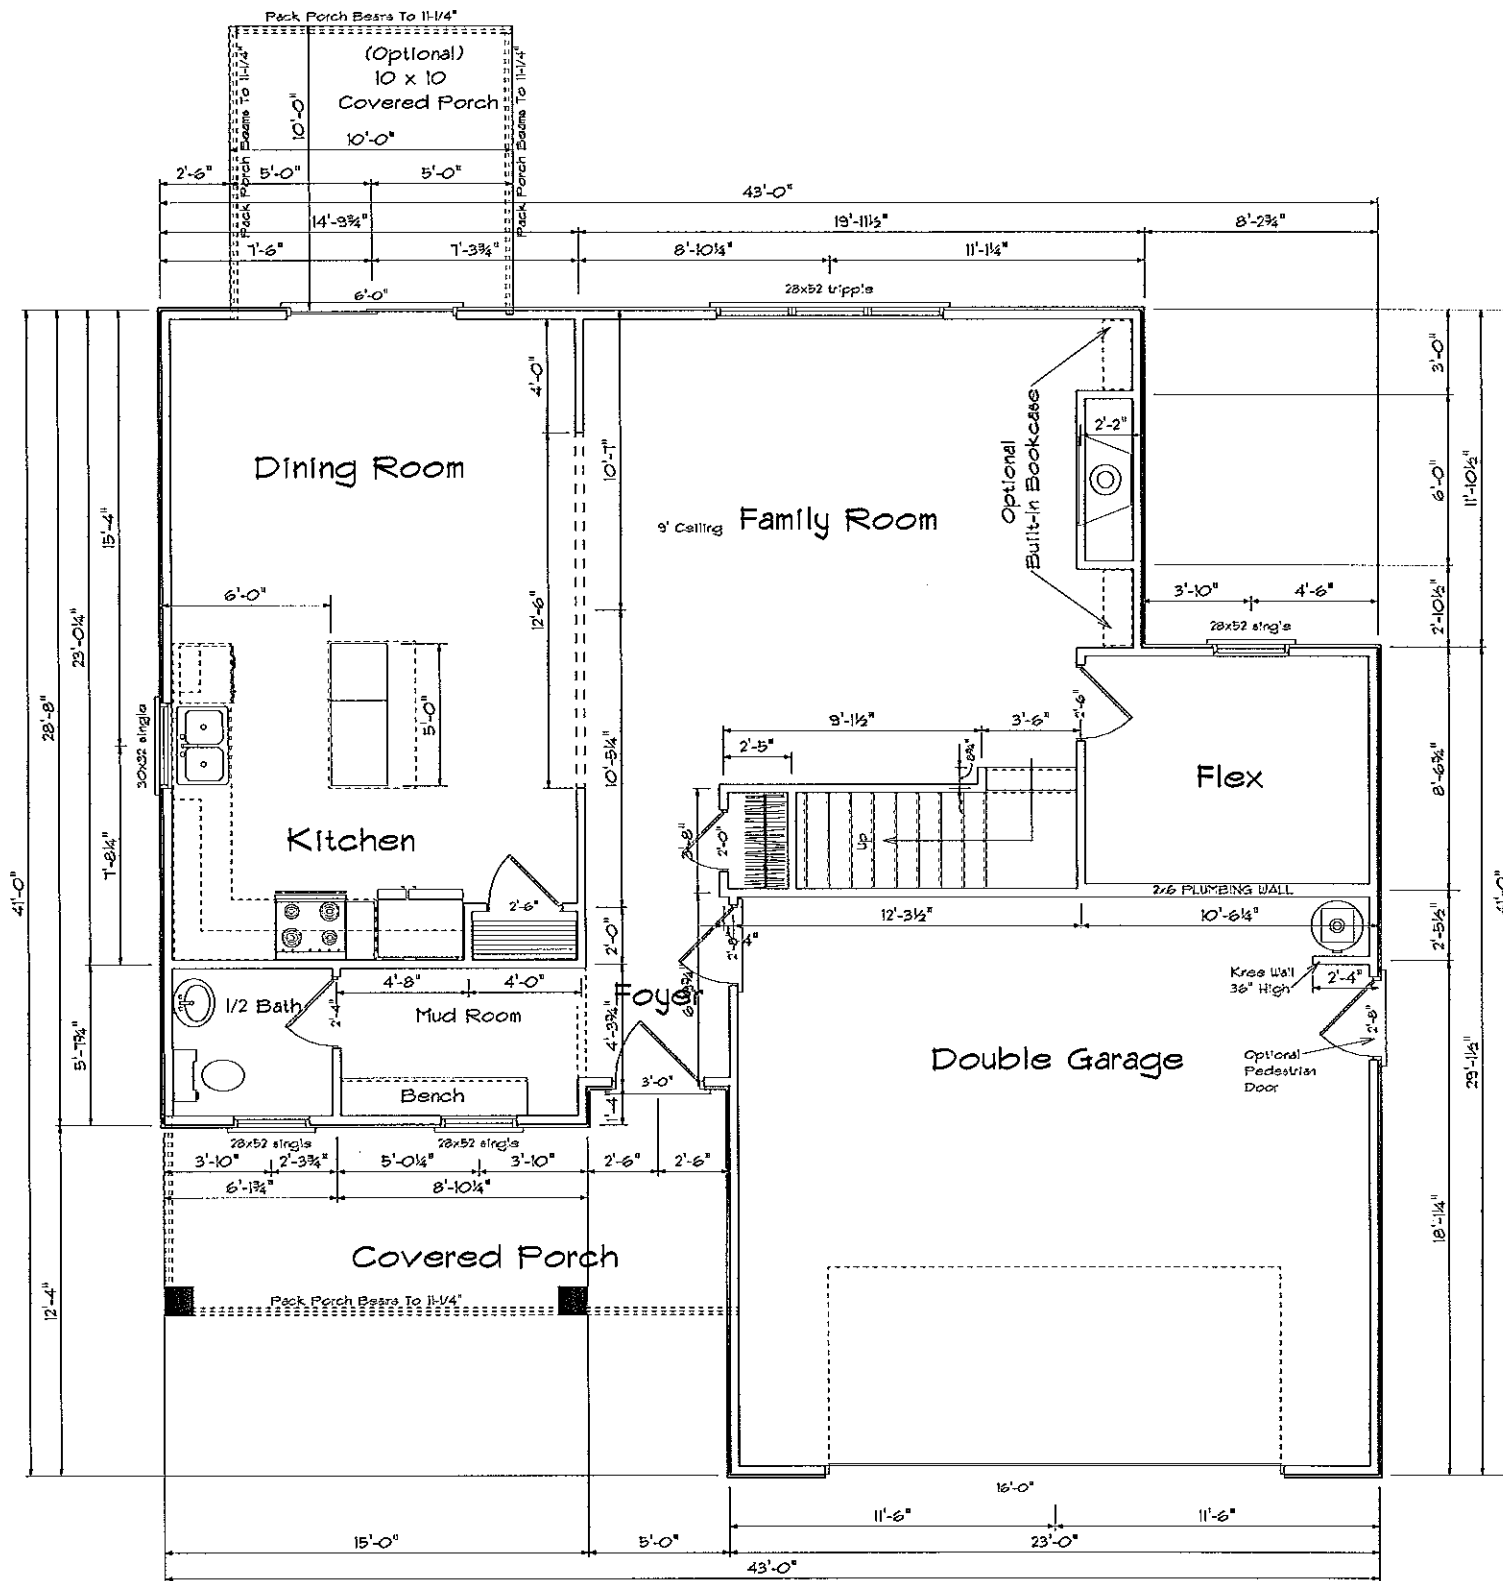 Pack Porch Beams To 11-1/4"
(Optional)
10 x 10
Covered Porch
Pack Porch Beams To 11-1/4"
Pack Porch Beams To 11-1/4"
10'-0"
10'-0"
2'-6"
5'-0"
5'-0"
43'-0"
14'-9¾"
19'-11½"
8'-2¾"
7'-6"
7'-3¾"
8'-10¼"
11'-1¼"
6'-0"
28x52 tripple
4'-0"
3'-0"
Dining Room
10'-7"
9' Ceiling
Family Room
Optional
Built-In Bookcase
2'-2"
6'-0"
11'-10½"
15'-4"
6'-0"
12'-6"
3'-10"
4'-6"
2'-10½"
28x52 single
23'-0¼"
28'-8"
30x32 single
5'-0"
10'-5¼"
9'-1½"
3'-6"
2'-6"
2'-5"
Flex
8'-6¾"
Kitchen
7'-8¼"
3'-8"
2'-0"
Up
2x6 PLUMBING WALL
41'-0"
41'-0"
2'-6"
12'-3½"
10'-6¼"
2'-0"
2'-8"
2'-5½"
Knee Wall
36" High
2'-4"
4'-8"
4'-0"
Foyer
1/2 Bath
2'-4"
Mud Room
4'-3¾"
Double Garage
2'-8"
Optional
Pedestrian
Door
29'-1½"
5'-7¾"
Bench
3'-0"
1'-4"
28x52 single
28x52 single
3'-10"
2'-3¾"
5'-0¼"
3'-10"
2'-6"
2'-6"
6'-1¾"
8'-10¼"
18'-1¼"
Covered Porch
Pack Porch Beams To 11-1/4"
12'-4"
16'-0"
11'-6"
11'-6"
15'-0"
5'-0"
23'-0"
43'-0"